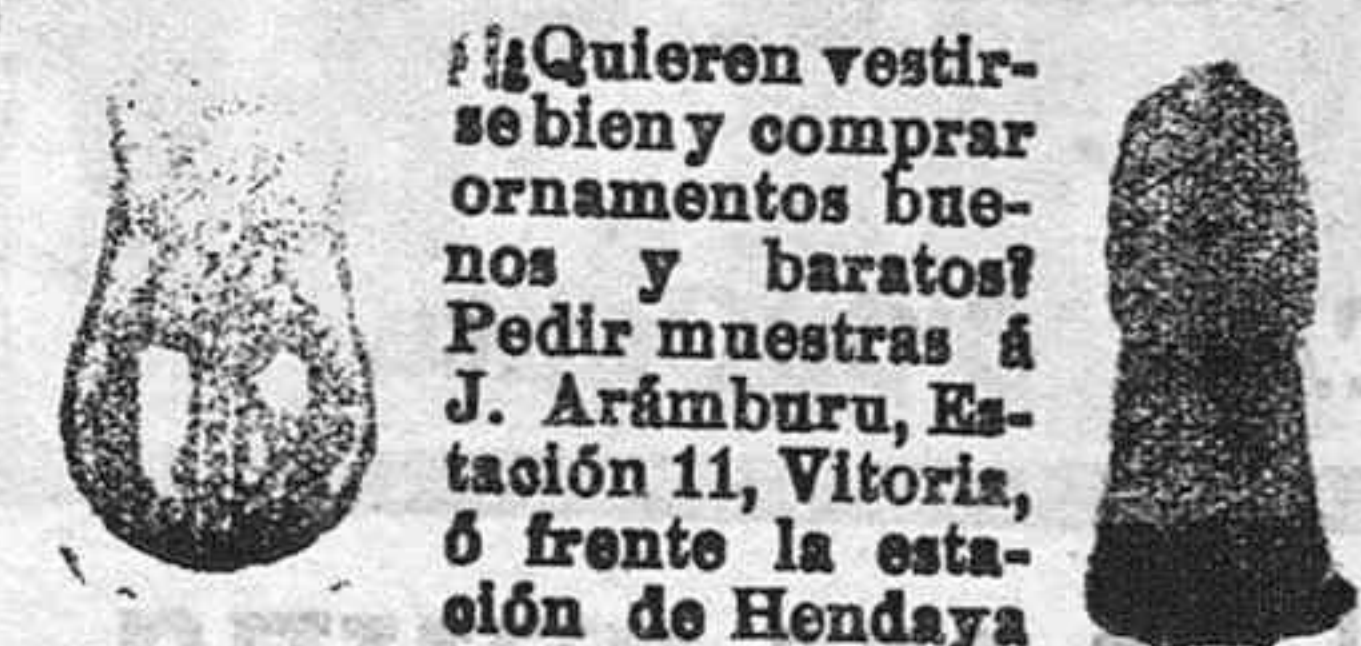 ¿Quieren vestir-
se bien y comprar
ornamentos bue-
nos y baratos?
Pedir muestras á
J. Arámburu, Es-
tación 11, Vitoria,
ó frente la esta-
ción de Hendaya